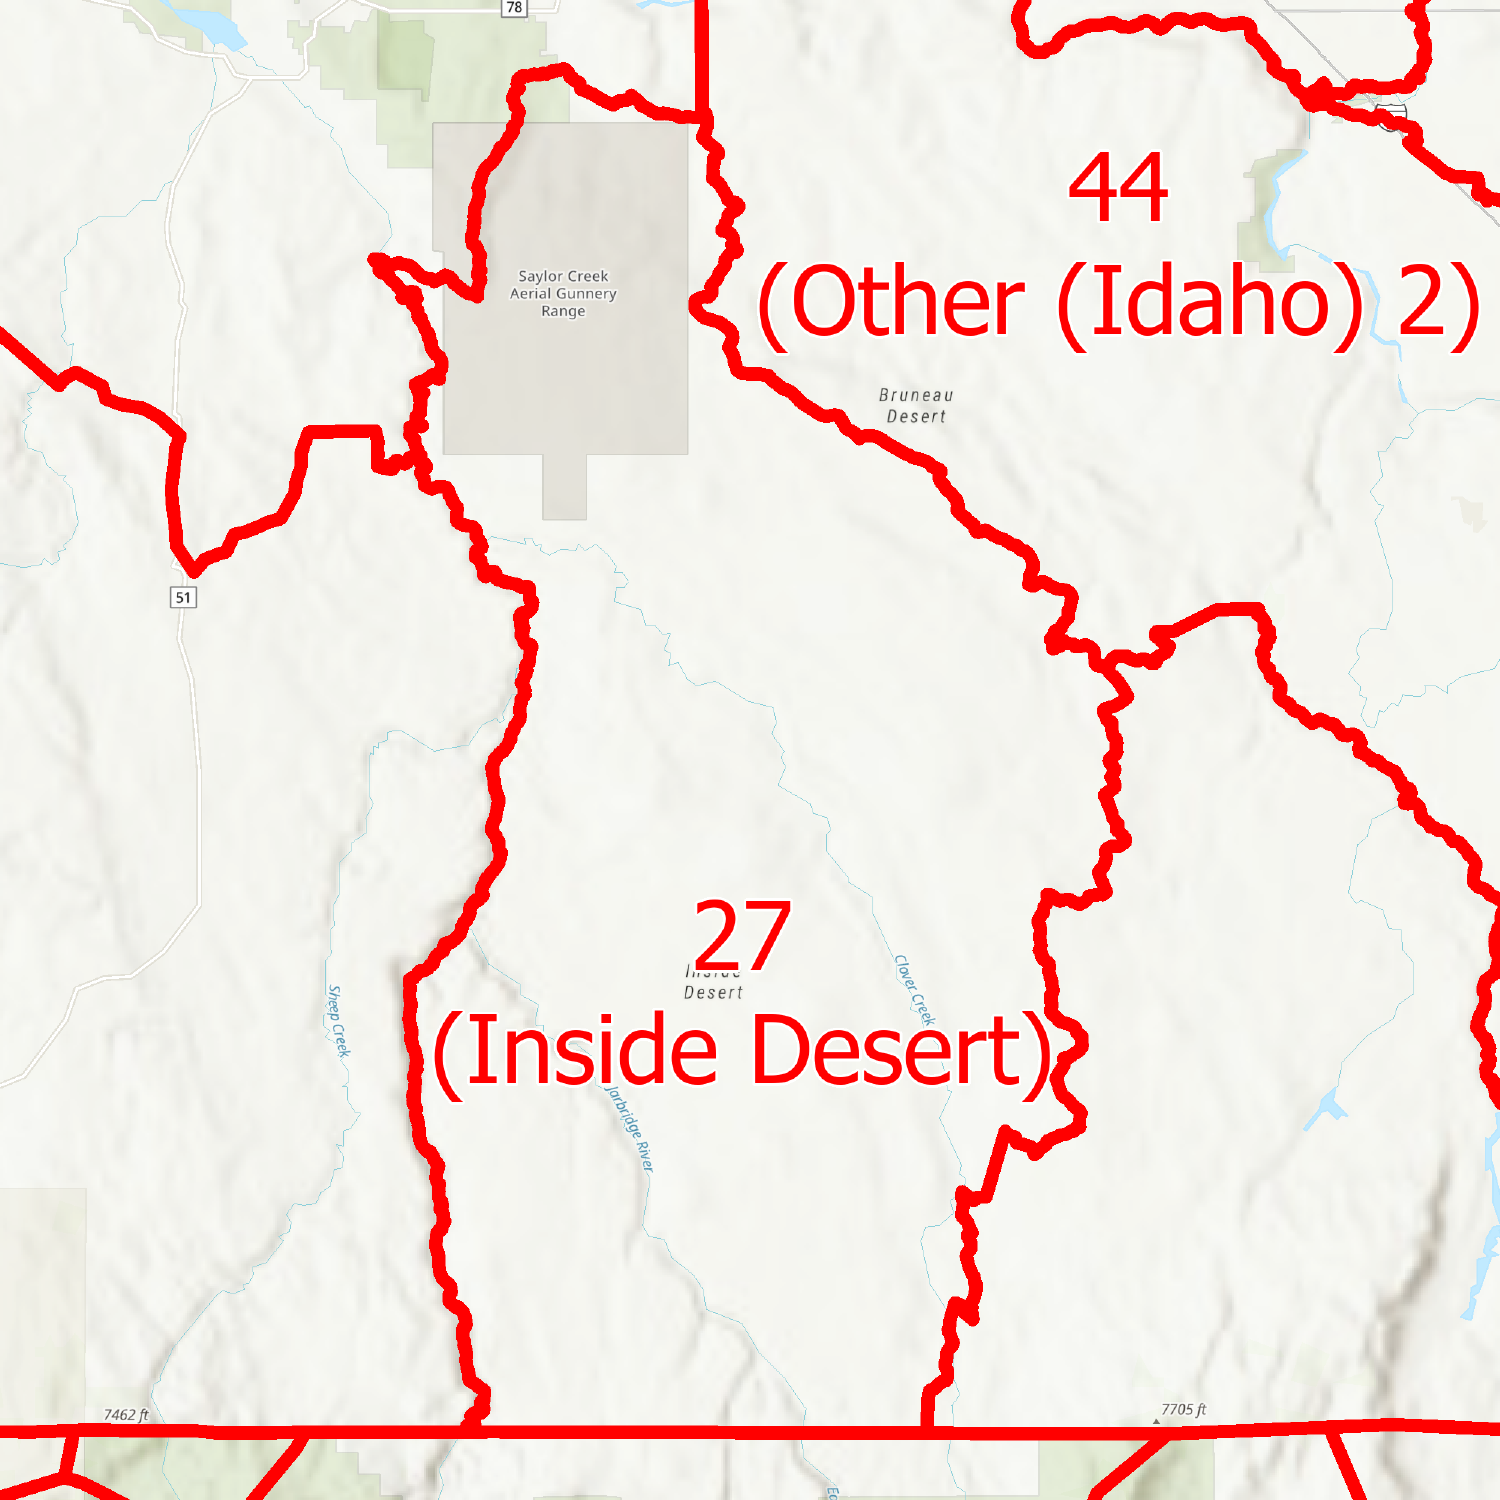 78
44
(Other (Idaho) 2)
Saylor Creek
Aerial Gunnery
Range
Bruneau
Desert
51
27
Inside
Desert
(Inside Desert)
Clover Creek
Sheep Creek
Jarbridge River
7462 ft
7705 ft